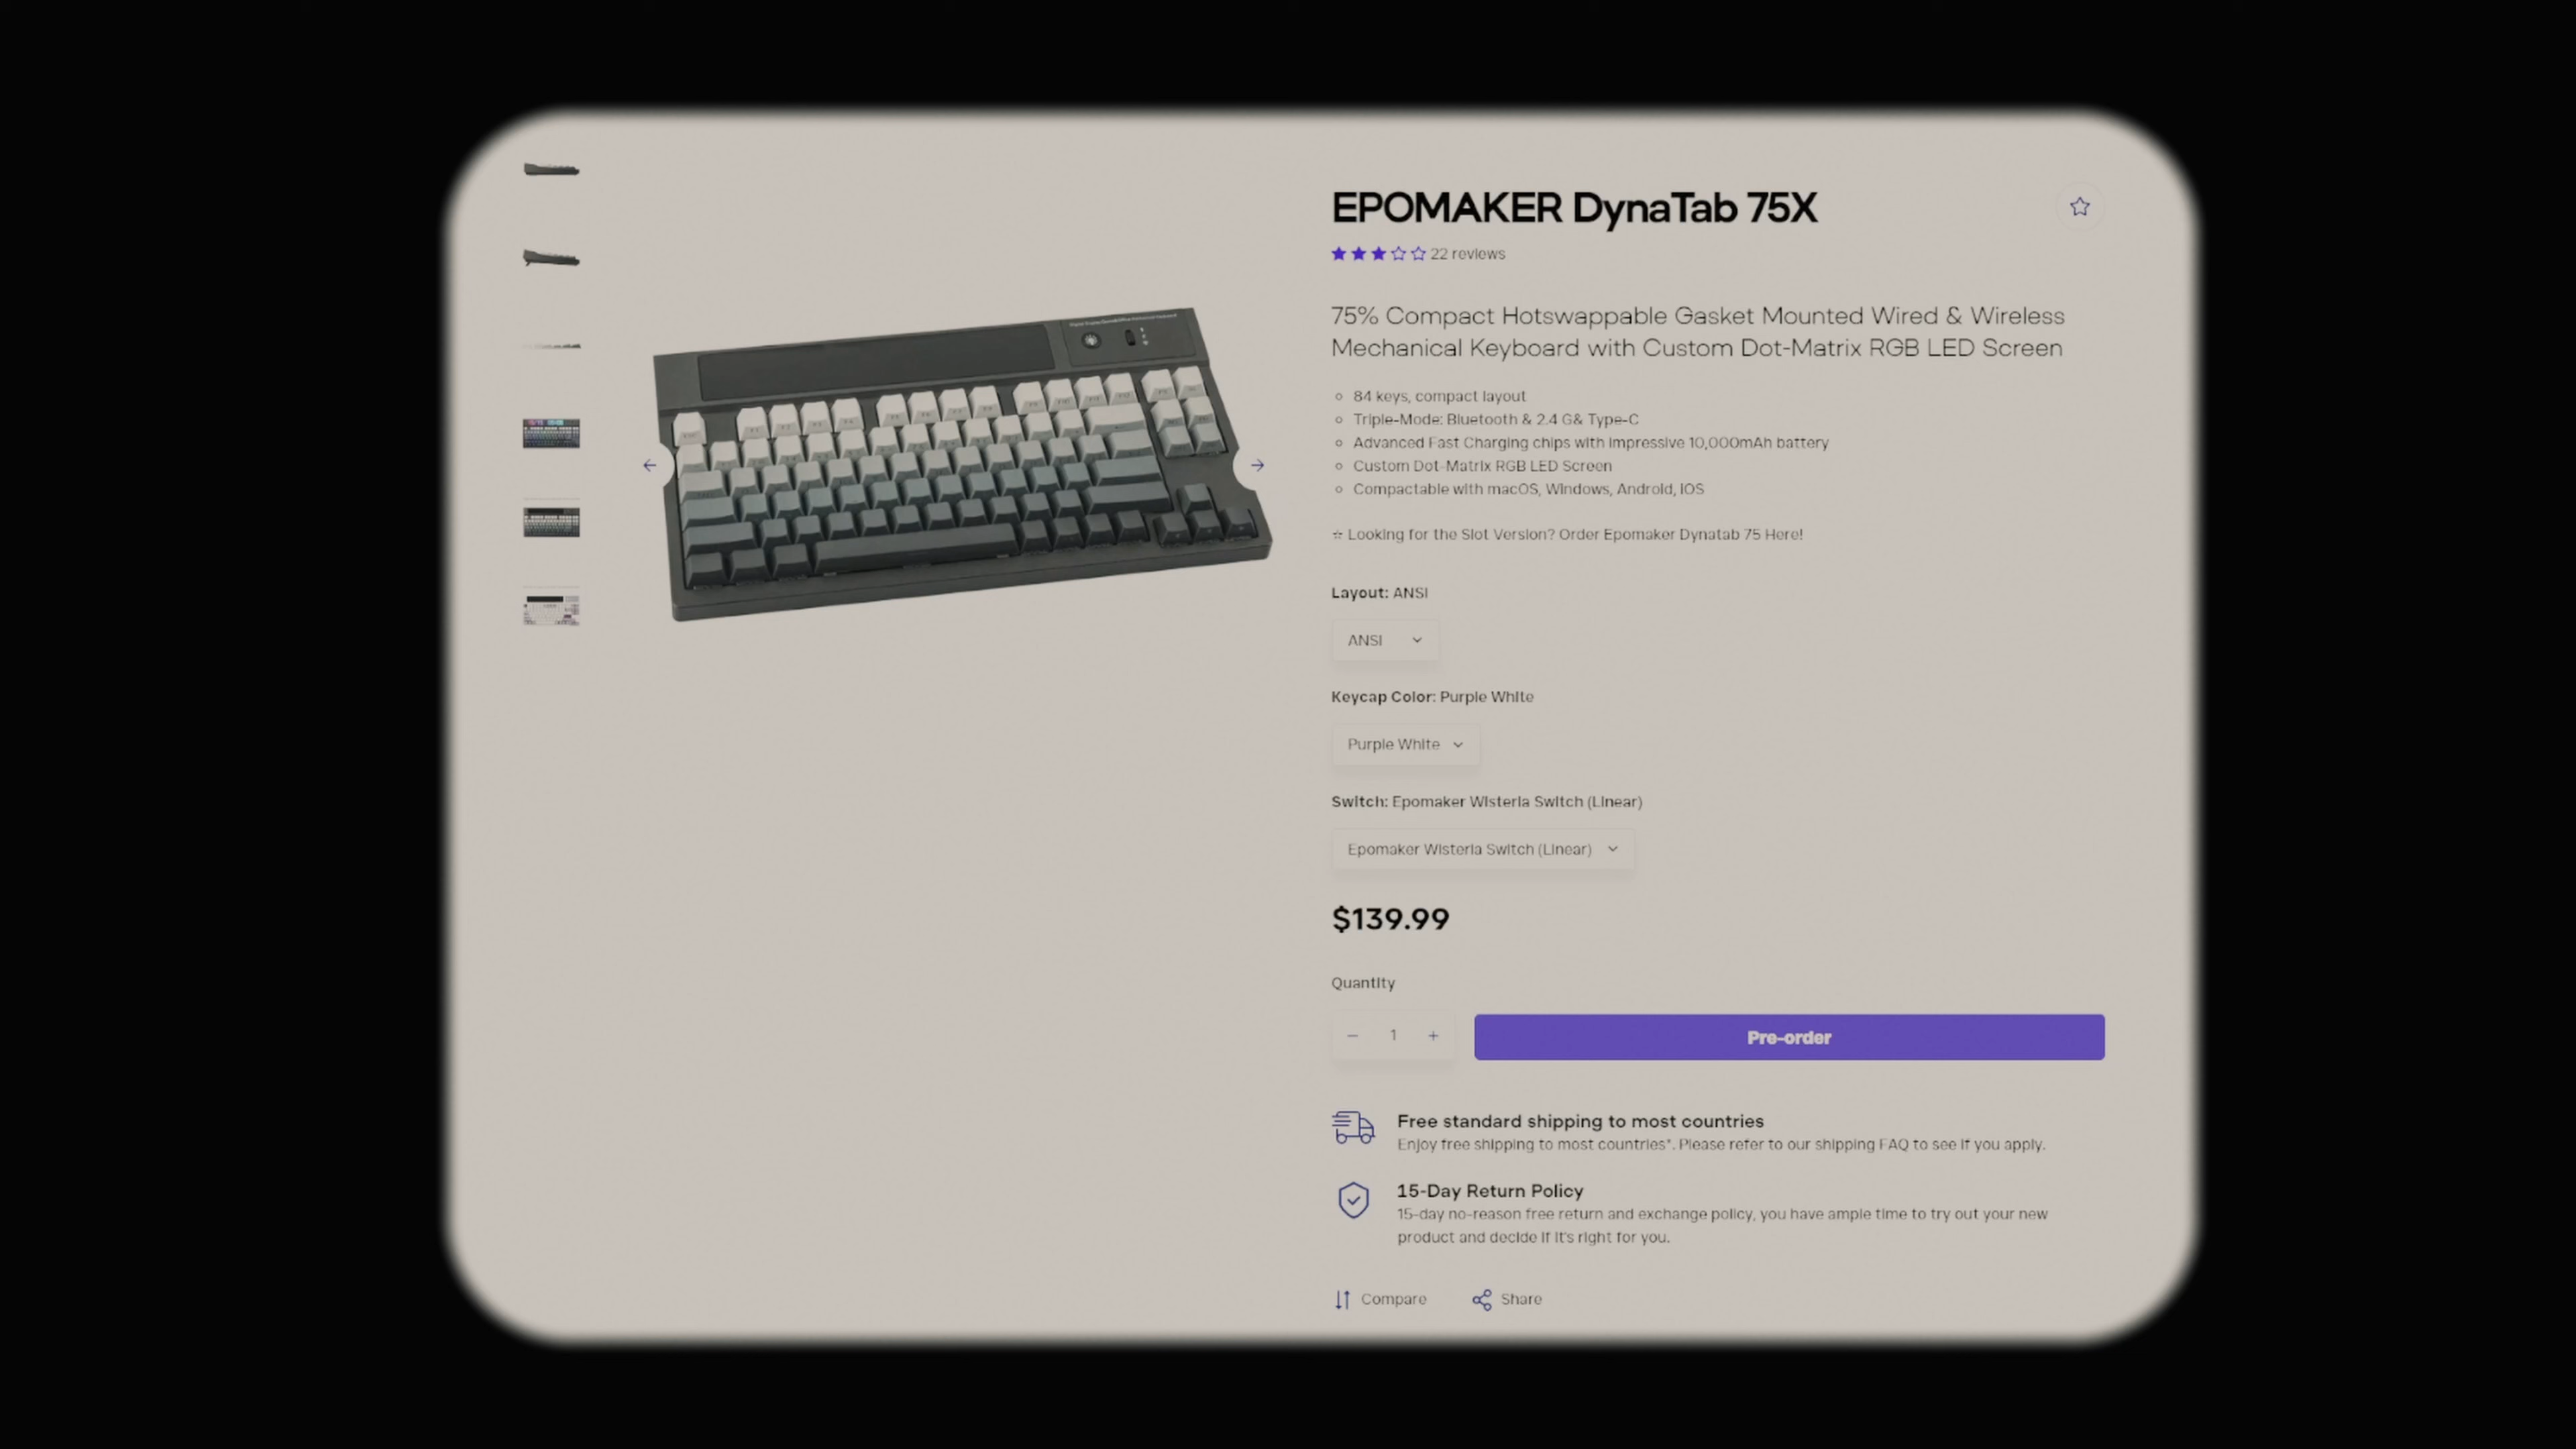 EPOMAKER DynaTab 75X
22 reviews
75% Compact Hotswappable Gasket Mounted Wired & Wireless
Mechanical Keyboard with Custom Dot-Matrix RGB LED Screen
84 keys, compact layout
Triple-Mode: Bluetooth & 2.4 G& Type-C
Advanced Fast Charging chips with impressive 10,000mAh battery
Custom Dot-Matrix RGB LED Screen
Compactable with macOS, Windows, Android, iOS
☆ Looking for the Slot Version? Order Epomaker Dynatab 75 Here!
Layout: ANSI
ANSI
Keycap Color: Purple White
Purple White
Switch: Epomaker Wisteria Switch (Linear)
Epomaker Wisteria Switch (Linear)
$139.99
Quantity
− 1 +
Pre-order
Free standard shipping to most countries
Enjoy free shipping to most countries*. Please refer to our shipping FAQ to see if you apply.
15-Day Return Policy
15-day no-reason free return and exchange policy, you have ample time to try out your new
product and decide if it's right for you.
Compare
Share